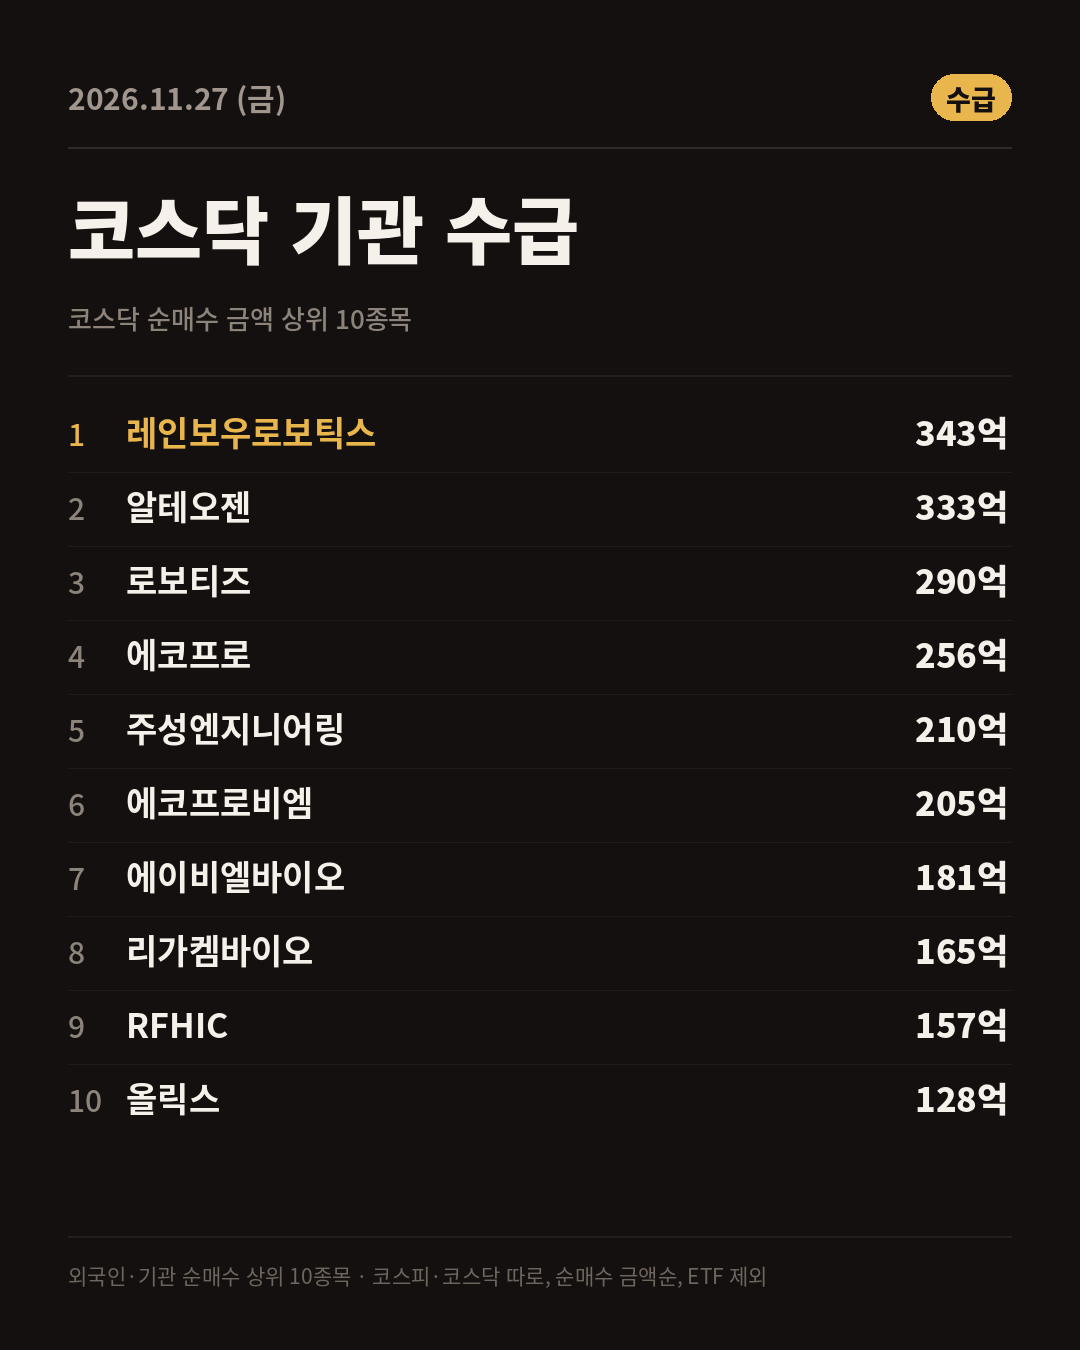 2026.11.27 (금)
수급
코스닥 기관 수급
코스닥 순매수 금액 상위 10종목
1 레인보우로보틱스 343억
2 알테오젠 333억
3 로보티즈 290억
4 에코프로 256억
5 주성엔지니어링 210억
6 에코프로비엠 205억
7 에이비엘바이오 181억
8 리가켐바이오 165억
9 RFHIC 157억
10 올릭스 128억
외국인·기관 순매수 상위 10종목 · 코스피·코스닥 따로, 순매수 금액순, ETF 제외